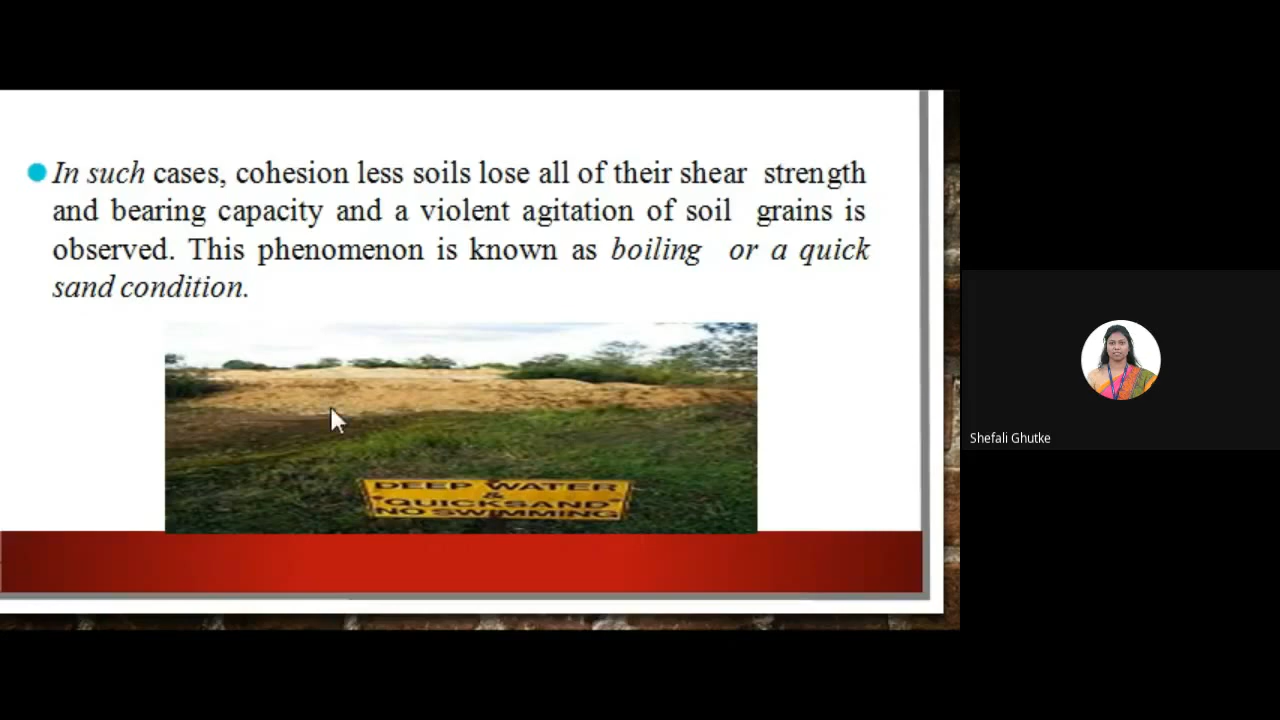 In such cases, cohesion less soils lose all of their shear strength
and bearing capacity and a violent agitation of soil grains is
observed. This phenomenon is known as boiling or a quick
sand condition.
DEEP WATER
&
"QUICKSAND"
NO SWIMMING
Shefali Ghutke